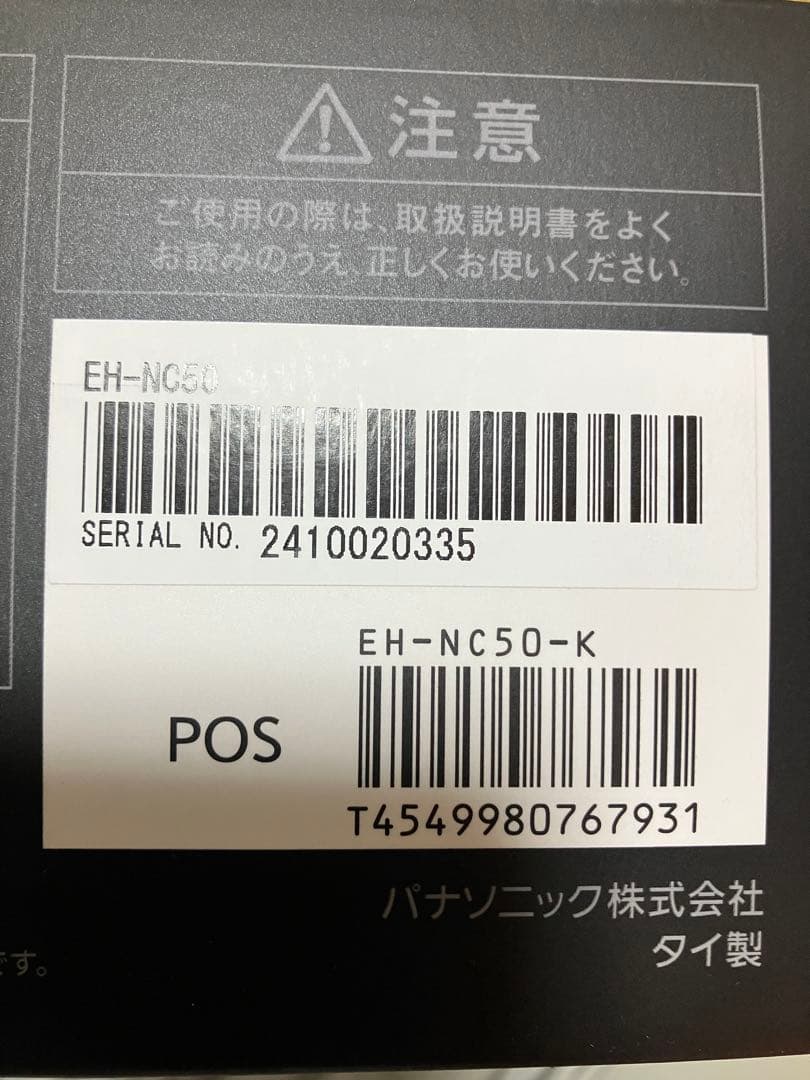 注意
ご使用の際は、取扱説明書をよく
お読みのうえ、正しくお使いください。
EH-NC50
SERIAL NO. 2410020335
EH-NC50-K
POS
T4549980767931
パナソニック株式会社
タイ製
です。